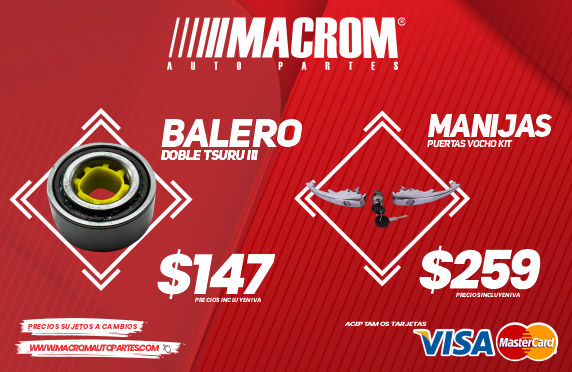 MACROM®
AUTO PARTES
BALERO
DOBLE TSURU III
$147
PRECIOS INCLUYEN IVA
MANIJAS
PUERTAS VOCHO KIT
$259
PRECIOS INCLUYEN IVA
PRECIOS SUJETOS A CAMBIOS
WWW.MACROMAUTOPARTES.COM
ACEPTAMOS TARJETAS
VISA
MasterCard